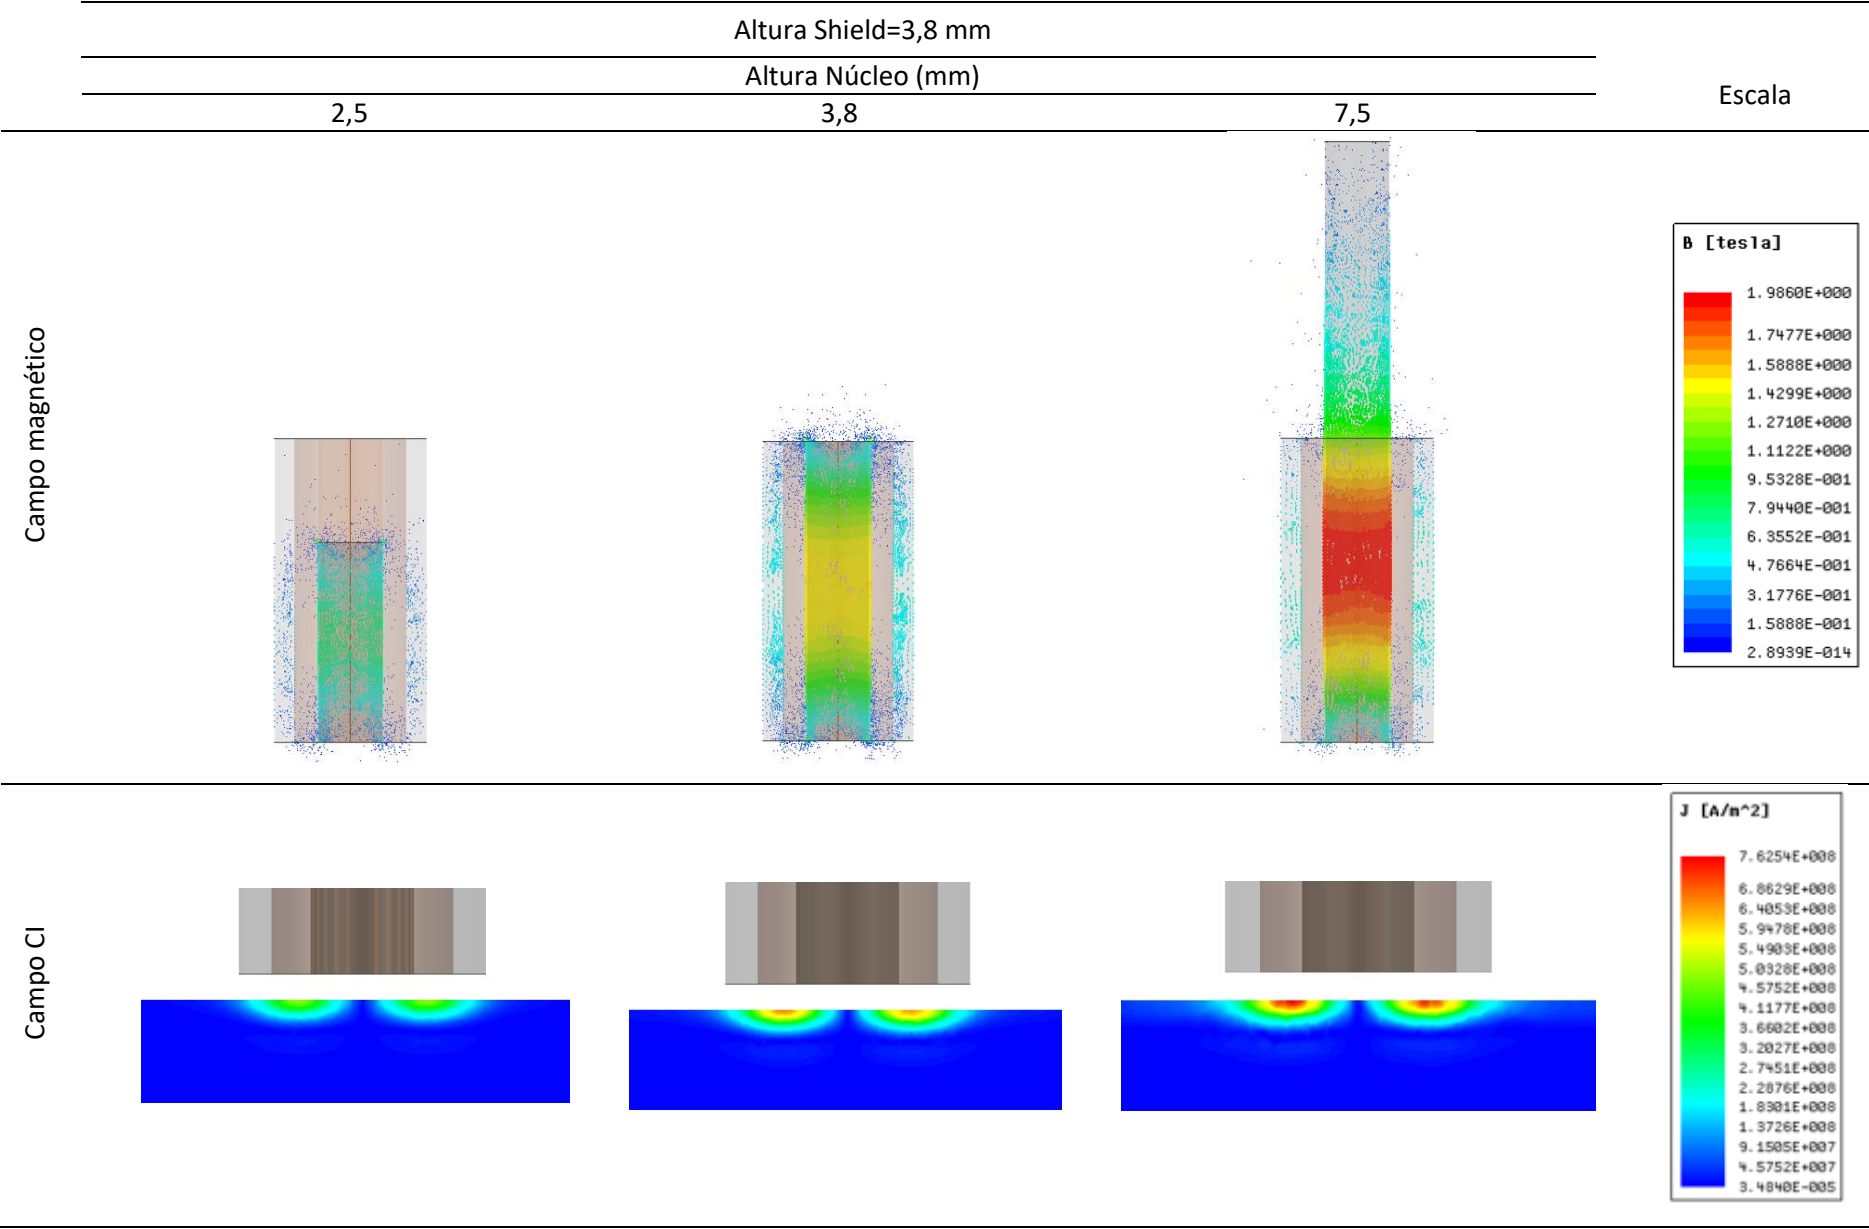 Altura Shield=3,8 mm
Altura Núcleo (mm)
Escala
2,5 3,8 7,5
Campo magnético
B [tesla]
1.9860E+000
1.7477E+000
1.5888E+000
1.4299E+000
1.2710E+000
1.1122E+000
9.5328E-001
7.9440E-001
6.3552E-001
4.7664E-001
3.1776E-001
1.5888E-001
2.8939E-014
Campo CI
J [A/m^2]
7.6254E+008
6.8629E+008
6.4053E+008
5.9478E+008
5.4903E+008
5.0328E+008
4.5752E+008
4.1177E+008
3.6602E+008
3.2027E+008
2.7451E+008
2.2876E+008
1.8301E+008
1.3726E+008
9.1505E+007
4.5752E+007
3.4840E-005